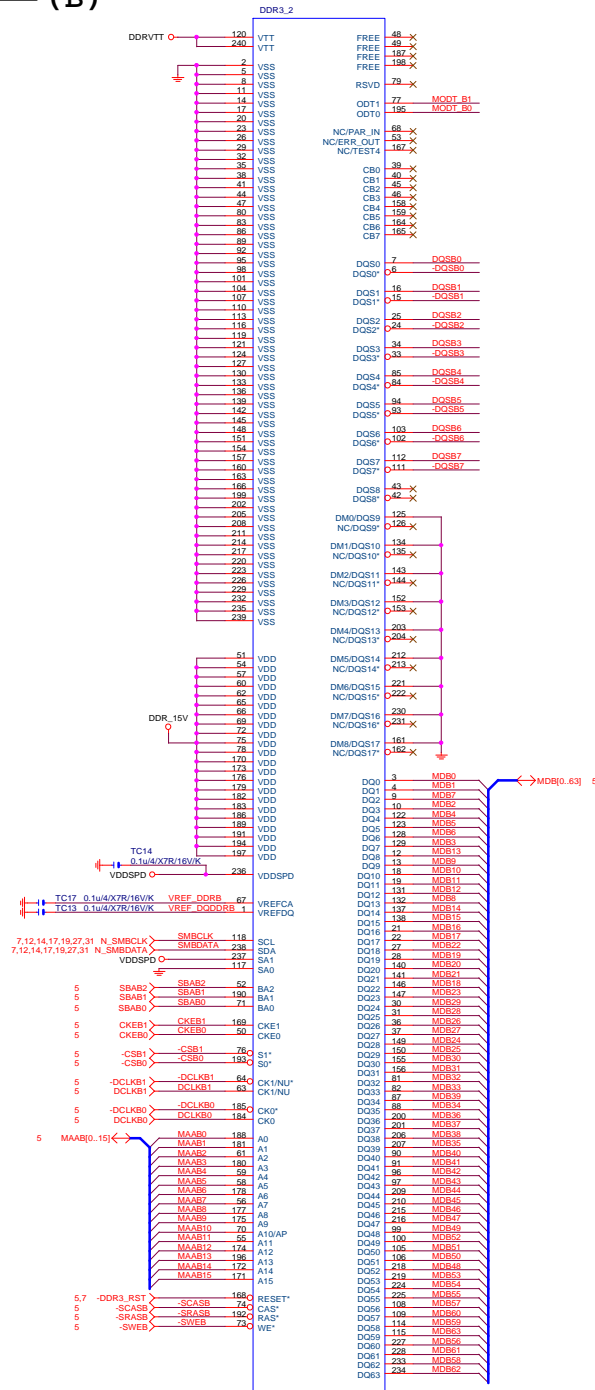 (B)
DDR3_2
DDRVTT 120 VTT
240 VTT
2 VSS
5 VSS
8 VSS
11 VSS
14 VSS
17 VSS
20 VSS
23 VSS
26 VSS
29 VSS
32 VSS
35 VSS
38 VSS
41 VSS
44 VSS
47 VSS
80 VSS
83 VSS
86 VSS
89 VSS
92 VSS
95 VSS
98 VSS
101 VSS
104 VSS
107 VSS
110 VSS
113 VSS
116 VSS
119 VSS
121 VSS
124 VSS
127 VSS
130 VSS
133 VSS
136 VSS
139 VSS
142 VSS
145 VSS
148 VSS
151 VSS
154 VSS
157 VSS
160 VSS
163 VSS
166 VSS
199 VSS
202 VSS
205 VSS
208 VSS
211 VSS
214 VSS
217 VSS
220 VSS
223 VSS
226 VSS
229 VSS
232 VSS
235 VSS
239 VSS
51 VDD
54 VDD
57 VDD
60 VDD
62 VDD
65 VDD
66 VDD
DDR_15V 69 VDD
72 VDD
75 VDD
78 VDD
170 VDD
173 VDD
176 VDD
179 VDD
182 VDD
183 VDD
186 VDD
189 VDD
191 VDD
194 VDD
197 VDD
TC14
0.1u/4/X7R/16V/K
VDDSPD 236 VDDSPD
TC17 0.1u/4/X7R/16V/K VREF_DDRB 67 VREFCA
TC13 0.1u/4/X7R/16V/K VREF_DQDDRB 1 VREFDQ
7,12,14,17,19,27,31 N_SMBCLK SMBCLK 118 SCL
7,12,14,17,19,27,31 N_SMBDATA SMBDATA 238 SDA
VDDSPD 237 SA1
117 SA0
5 SBAB2 SBAB2 52 BA2
5 SBAB1 SBAB1 190 BA1
5 SBAB0 SBAB0 71 BA0
5 CKEB1 CKEB1 169 CKE1
5 CKEB0 CKEB0 50 CKE0
5 -CSB1 -CSB1 76 S1*
5 -CSB0 -CSB0 193 S0*
5 -DCLKB1 -DCLKB1 64 CK1/NU*
5 DCLKB1 DCLKB1 63 CK1/NU
5 -DCLKB0 -DCLKB0 185 CK0*
5 DCLKB0 DCLKB0 184 CK0
5 MAAB[0..15] MAAB0 188 A0
MAAB1 181 A1
MAAB2 61 A2
MAAB3 180 A3
MAAB4 59 A4
MAAB5 58 A5
MAAB6 178 A6
MAAB7 56 A7
MAAB8 177 A8
MAAB9 175 A9
MAAB10 70 A10/AP
MAAB11 55 A11
MAAB12 174 A12
MAAB13 196 A13
MAAB14 172 A14
MAAB15 171 A15
5,7 -DDR3_RST 168 RESET*
5 -SCASB -SCASB 74 CAS*
5 -SRASB -SRASB 192 RAS*
5 -SWEB -SWEB 73 WE*
FREE 48
FREE 49
FREE 187
FREE 198
RSVD 79
ODT1 77 MODT_B1
ODT0 195 MODT_B0
NC/PAR_IN 68
NC/ERR_OUT 53
NC/TEST4 167
CB0 39
CB1 40
CB2 45
CB3 46
CB4 158
CB5 159
CB6 164
CB7 165
DQS0 7 DQSB0
DQS0* 6 -DQSB0
DQS1 16 DQSB1
DQS1* 15 -DQSB1
DQS2 25 DQSB2
DQS2* 24 -DQSB2
DQS3 34 DQSB3
DQS3* 33 -DQSB3
DQS4 85 DQSB4
DQS4* 84 -DQSB4
DQS5 94 DQSB5
DQS5* 93 -DQSB5
DQS6 103 DQSB6
DQS6* 102 -DQSB6
DQS7 112 DQSB7
DQS7* 111 -DQSB7
DQS8 43
DQS8* 42
DM0/DQS9 125
NC/DQS9* 126
DM1/DQS10 134
NC/DQS10* 135
DM2/DQS11 143
NC/DQS11* 144
DM3/DQS12 152
NC/DQS12* 153
DM4/DQS13 203
NC/DQS13* 204
DM5/DQS14 212
NC/DQS14* 213
DM6/DQS15 221
NC/DQS15* 222
DM7/DQS16 230
NC/DQS16* 231
DM8/DQS17 161
NC/DQS17* 162
DQ0 3 MDB0 MDB[0..63] 5
DQ1 4 MDB1
DQ2 9 MDB7
DQ3 10 MDB2
DQ4 122 MDB4
DQ5 123 MDB5
DQ6 128 MDB6
DQ7 129 MDB3
DQ8 12 MDB13
DQ9 13 MDB9
DQ10 18 MDB10
DQ11 19 MDB11
DQ12 131 MDB12
DQ13 132 MDB8
DQ14 137 MDB14
DQ15 138 MDB15
DQ16 21 MDB16
DQ17 22 MDB17
DQ18 27 MDB22
DQ19 28 MDB19
DQ20 140 MDB20
DQ21 141 MDB21
DQ22 146 MDB18
DQ23 147 MDB23
DQ24 30 MDB29
DQ25 31 MDB28
DQ26 36 MDB26
DQ27 37 MDB27
DQ28 149 MDB24
DQ29 150 MDB25
DQ30 155 MDB30
DQ31 156 MDB31
DQ32 81 MDB32
DQ33 82 MDB33
DQ34 87 MDB39
DQ35 88 MDB34
DQ36 200 MDB36
DQ37 201 MDB37
DQ38 206 MDB38
DQ39 207 MDB35
DQ40 90 MDB40
DQ41 91 MDB41
DQ42 96 MDB42
DQ43 97 MDB43
DQ44 209 MDB44
DQ45 210 MDB45
DQ46 215 MDB46
DQ47 216 MDB47
DQ48 99 MDB49
DQ49 100 MDB52
DQ50 105 MDB51
DQ51 106 MDB50
DQ52 218 MDB48
DQ53 219 MDB53
DQ54 224 MDB54
DQ55 225 MDB55
DQ56 108 MDB57
DQ57 109 MDB60
DQ58 114 MDB59
DQ59 115 MDB63
DQ60 227 MDB56
DQ61 228 MDB61
DQ62 233 MDB58
DQ63 234 MDB62